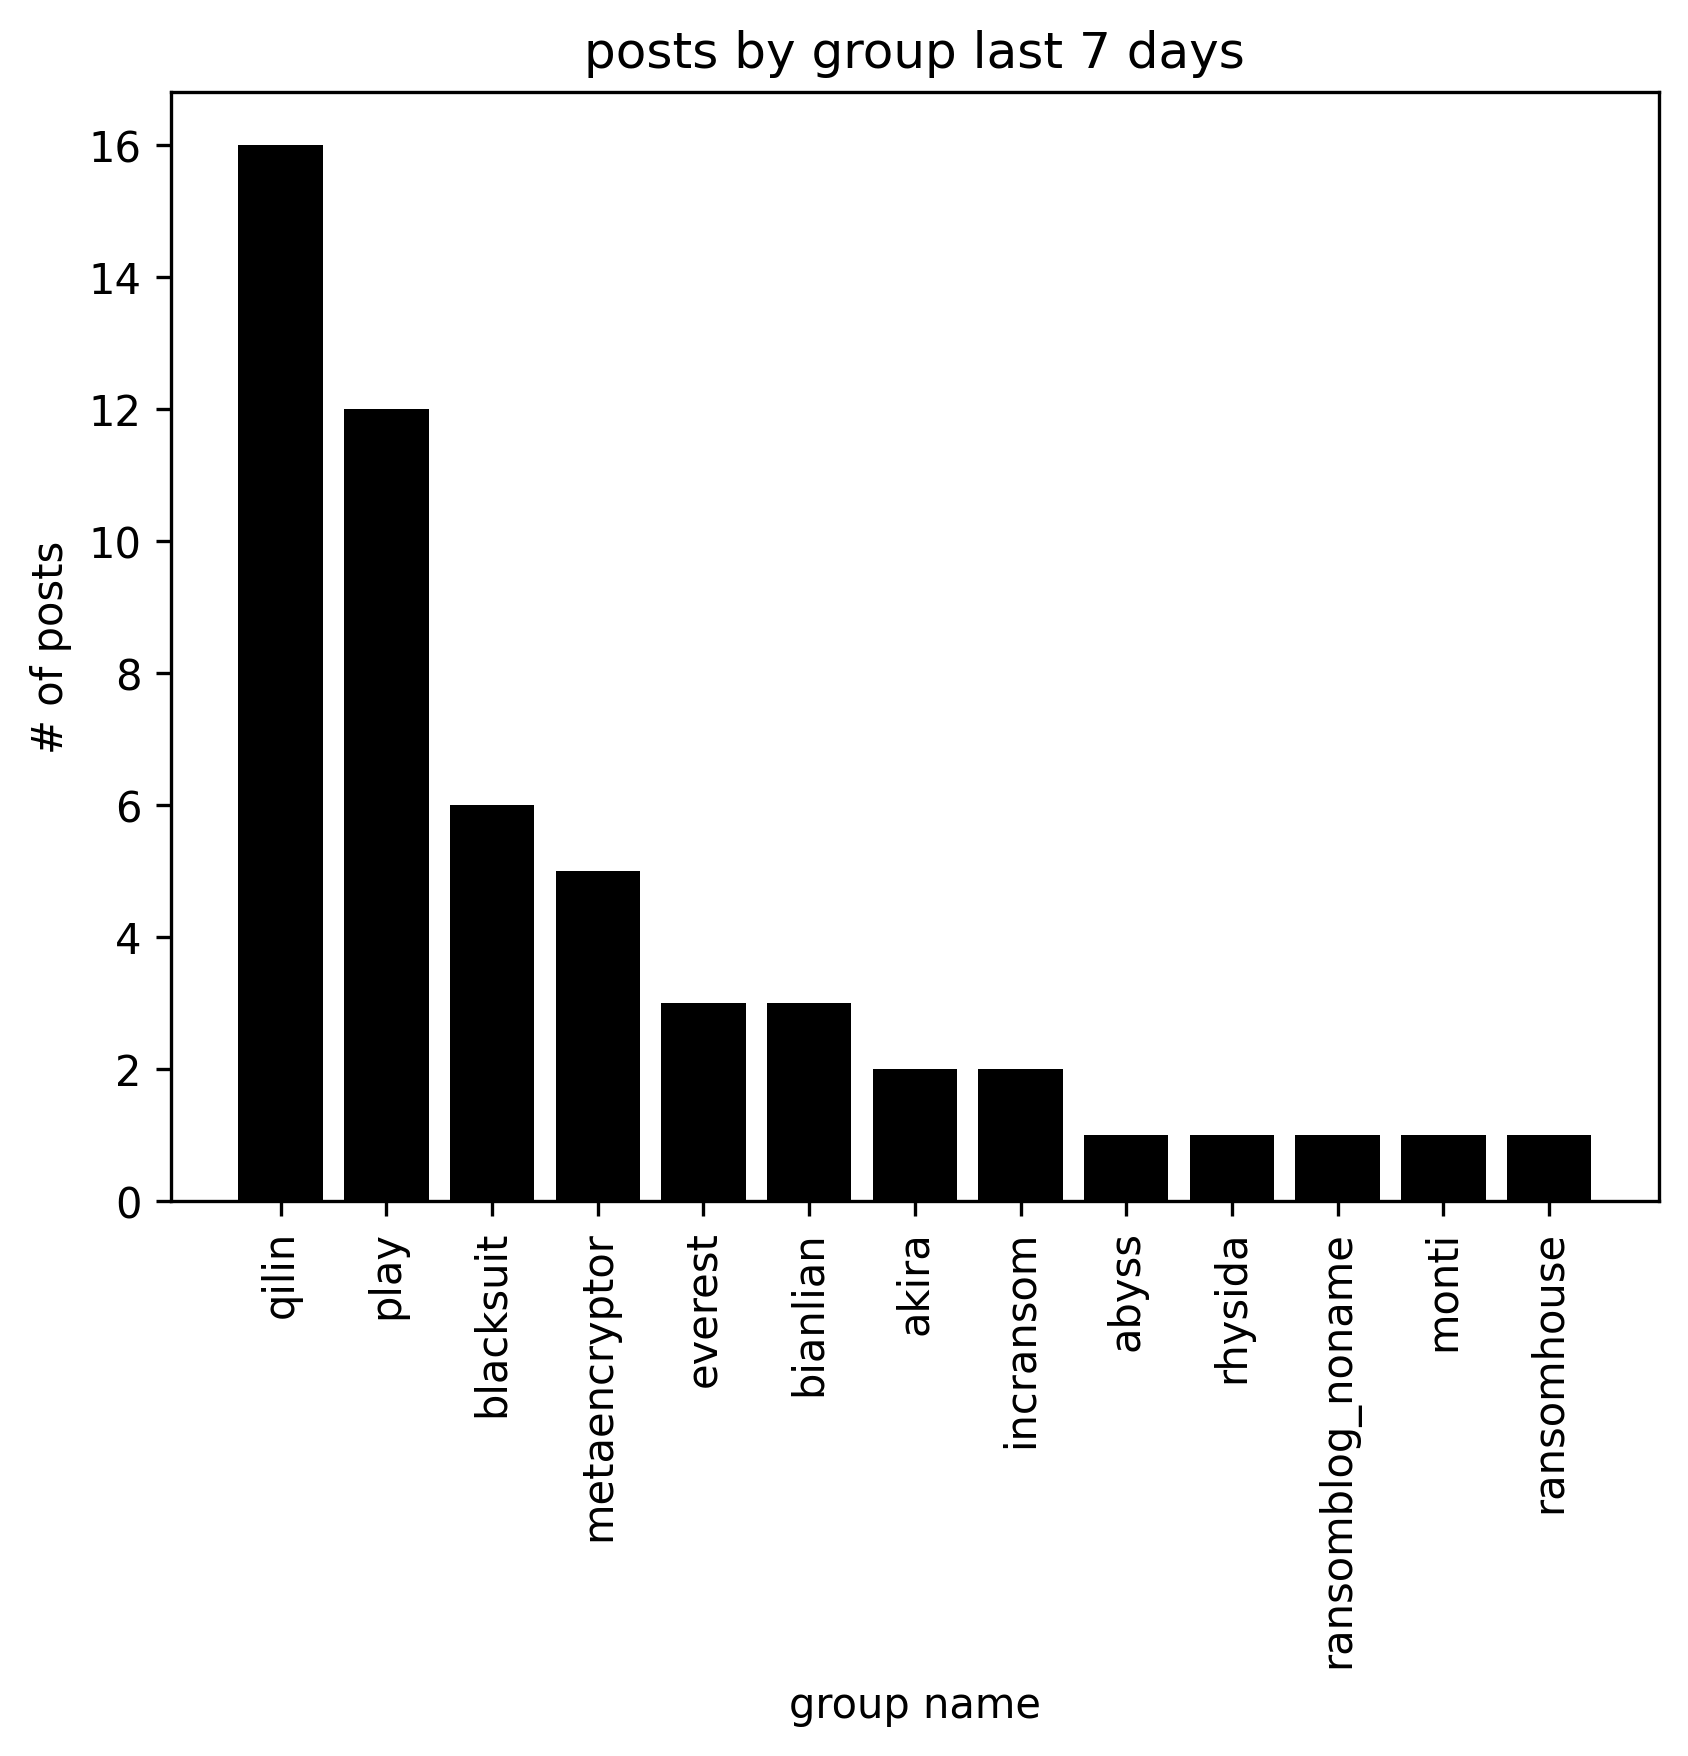 posts by group last 7 days
# of posts
16
14
12
10
8
6
4
2
0
qilin
play
blacksuit
metaencryptor
everest
bianlian
akira
incransom
abyss
rhysida
ransomblog_noname
monti
ransomhouse
group name